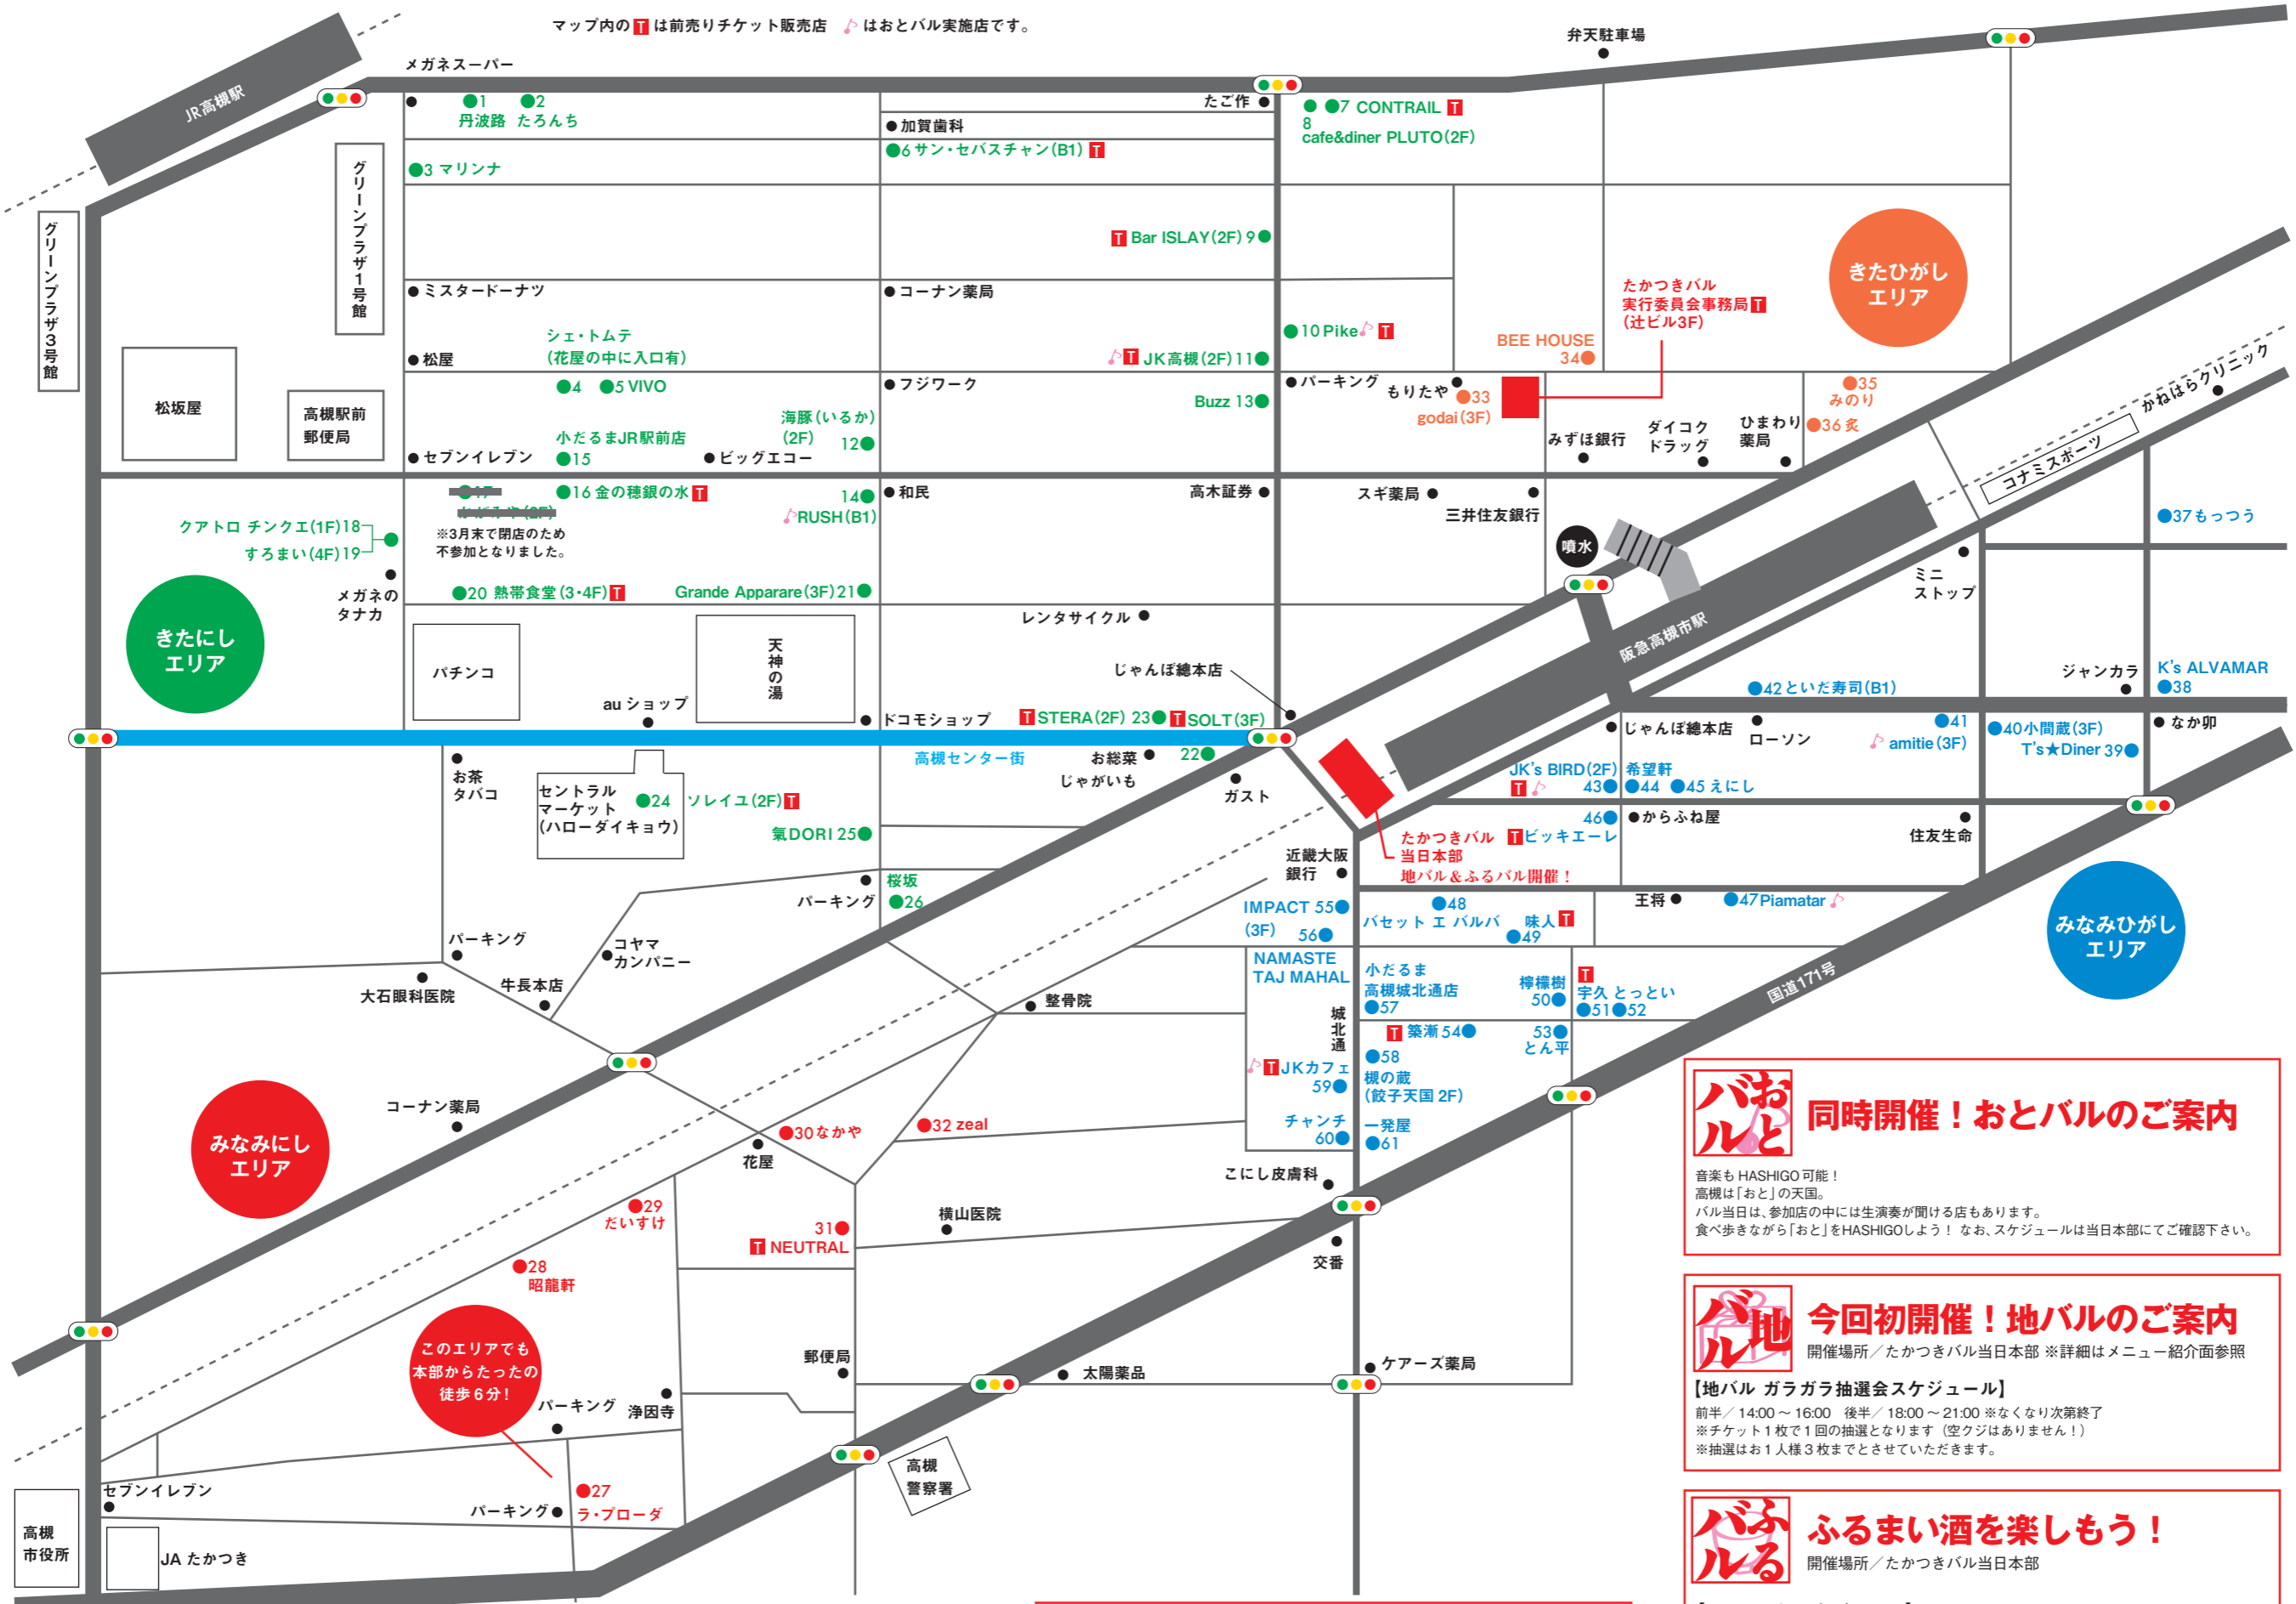 マップ内の T は前売りチケット販売店 はおとバル実施店です。
弁天駐車場
メガネスーパー
JR高槻駅
1 2
丹波路 たろんち
たご作
7 CONTRAIL T
8
cafe&diner PLUTO(2F)
加賀歯科
6 サン・セバスチャン(B1) T
3 マリンナ
グリーンプラザ1号館
グリーンプラザ3号館
T Bar ISLAY(2F) 9
きたひがし
エリア
ミスタードーナツ
コーナン薬局
たかつきバル
実行委員会事務局 T
(辻ビル3F)
シェ・トムテ
(花屋の中に入口有)
10 Pike T
BEE HOUSE
34
松屋
T JK高槻(2F) 11
かねはらクリニック
4 5 VIVO
フジワーク
パーキング
もりたや
33
godai(3F)
35
みのり
36 炙
Buzz 13
松坂屋
高槻駅前
郵便局
海豚(いるか)
(2F)
12
小だるまJR駅前店
15
セブンイレブン
ビッグエコー
みずほ銀行
ダイコク
ドラッグ
ひまわり
薬局
コナミスポーツ
17
かがみや(2F)
※3月末で閉店のため
不参加となりました。
16 金の穂銀の水 T
14
RUSH(B1)
和民
高木証券
スギ薬局
三井住友銀行
37 もっつう
クアトロ チンクエ(1F) 18
すろまい(4F) 19
噴水
メガネの
タナカ
20 熱帯食堂(3・4F) T
Grande Apparare(3F) 21
ミニ
ストップ
きたにし
エリア
レンタサイクル
阪急高槻市駅
パチンコ
天神の湯
じゃんぼ總本店
ジャンカラ
K's ALVAMAR
38
42 といだ寿司(B1)
au ショップ
ドコモショップ
T STERA(2F) 23
T SOLT(3F)
22
じゃんぼ總本店
ローソン
41
amitie(3F)
40 小間蔵(3F)
T's★Diner 39
なか卯
高槻センター街
お総菜
じゃがいも
ガスト
お茶
タバコ
セントラル
マーケット
(ハローダイキョウ)
24 ソレイユ(2F) T
JK's BIRD(2F)
T 43
希望軒
44 45 えにし
氣DORI 25
46
T ビッキエーレ
からふね屋
住友生命
たかつきバル
当日本部
地バル&ふるバル開催!
近畿大阪
銀行
桜坂
26
パーキング
王将
47 Piamatar
IMPACT 55
(3F)
56
48
バセット エ バルバ
味人 T
49
みなみひがし
エリア
パーキング
コヤマ
カンパニー
NAMASTE
TAJ MAHAL
小だるま
高槻城北通店
57
檸檬樹
50
T
宇久 とっとい
51 52
国道171号
大石眼科医院
牛長本店
整骨院
城北通
T 築漸 54
53
とん平
58
槻の蔵
(餃子天国 2F)
T JKカフェ
59
コーナン薬局
みなみにし
エリア
30 なかや
花屋
32 zeal
チャンチ
60
一発屋
61
こにし皮膚科
29
だいすけ
31
T NEUTRAL
横山医院
交番
28
昭龍軒
このエリアでも
本部からたったの
徒歩6分!
郵便局
太陽薬品
ケアーズ薬局
パーキング
浄因寺
高槻
警察署
セブンイレブン
パーキング
27
ラ・ブローダ
高槻
市役所
JA たかつき
おとバル
同時開催!おとバルのご案内
音楽も HASHIGO 可能!
高槻は「おと」の天国。
バル当日は、参加店の中には生演奏が聞ける店もあります。
食べ歩きながら「おと」をHASHIGOしよう! なお、スケジュールは当日本部にてご確認下さい。
地バル
今回初開催!地バルのご案内
開催場所/たかつきバル当日本部 ※詳細はメニュー紹介面参照
【地バル ガラガラ抽選会スケジュール】
前半/14:00～16:00 後半/18:00～21:00 ※なくなり次第終了
※チケット1枚で1回の抽選となります(空クジはありません!)
※抽選はお1人様3枚までとさせていただきます。
ふるバル
ふるまい酒を楽しもう!
開催場所/たかつきバル当日本部